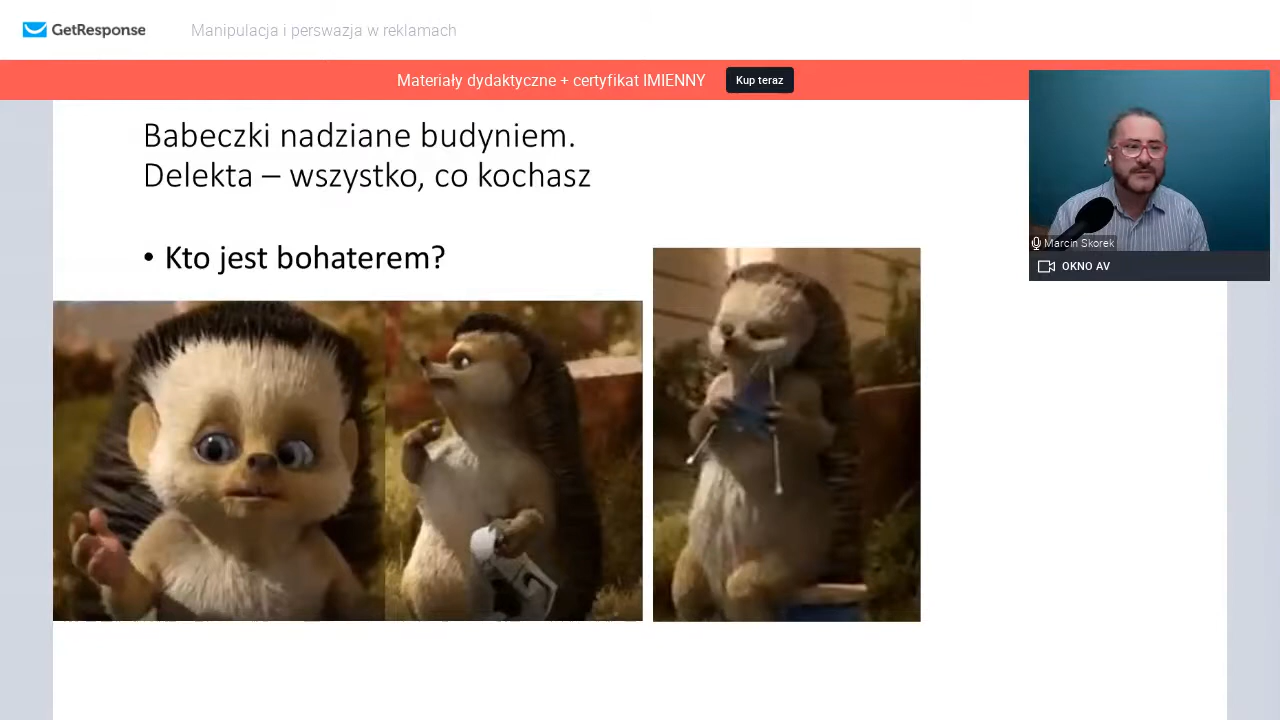 GetResponse
Manipulacja i perswazja w reklamach
Materiały dydaktyczne + certyfikat IMIENNY
Kup teraz
Babeczki nadziane budyniem.
Delekta – wszystko, co kochasz
• Kto jest bohaterem?
Marcin Skorek
OKNO AV